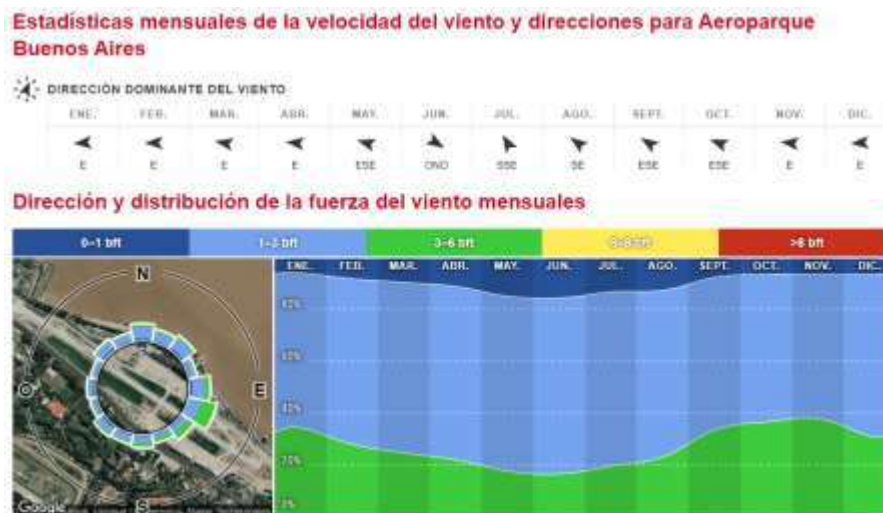 Estadísticas mensuales de la velocidad del viento y direcciones para Aeroparque
Buenos Aires
DIRECCIÓN DOMINANTE DEL VIENTO
ENE. FEB. MAR. ABR. MAY. JUN. JUL. AGO. SEPT. OCT. NOV. DIC.
E E E E ESE ONO SSE SE ESE ESE E E
Dirección y distribución de la fuerza del viento mensuales
0–1 bft 1–3 bft 3–6 bft >8 bft
ENE. FEB. MAR. ABR. MAY. JUN. JUL. AGO. SEPT. OCT. NOV. DIC.
N
O E
S
Google